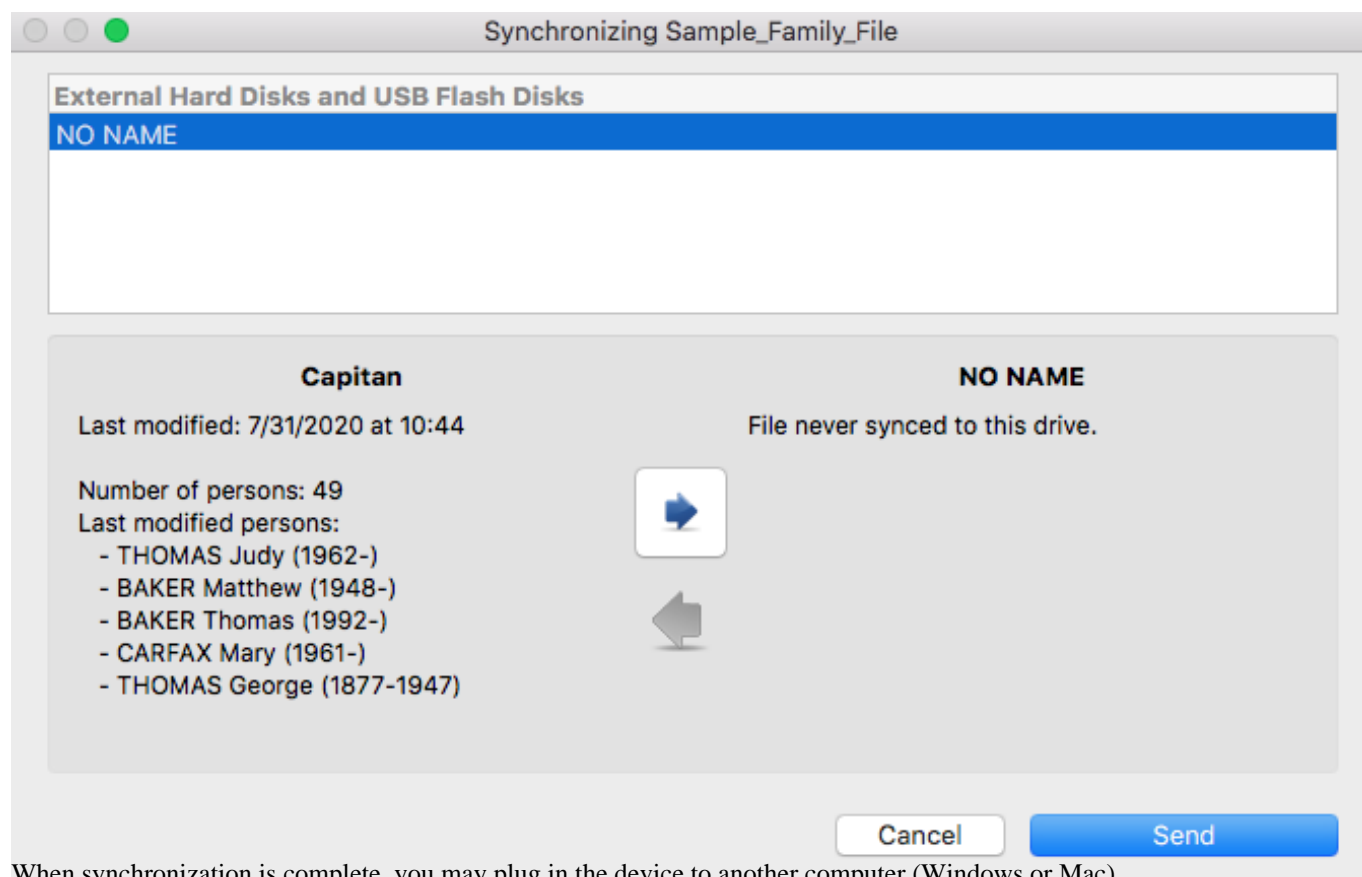 Synchronizing Sample_Family_File
External Hard Disks and USB Flash Disks
NO NAME
Capitan
Last modified: 7/31/2020 at 10:44
Number of persons: 49
Last modified persons:
- THOMAS Judy (1962-)
- BAKER Matthew (1948-)
- BAKER Thomas (1992-)
- CARFAX Mary (1961-)
- THOMAS George (1877-1947)
NO NAME
File never synced to this drive.
Cancel
Send
When synchronization is complete, you may plug in the device to another computer (Windows or Mac)